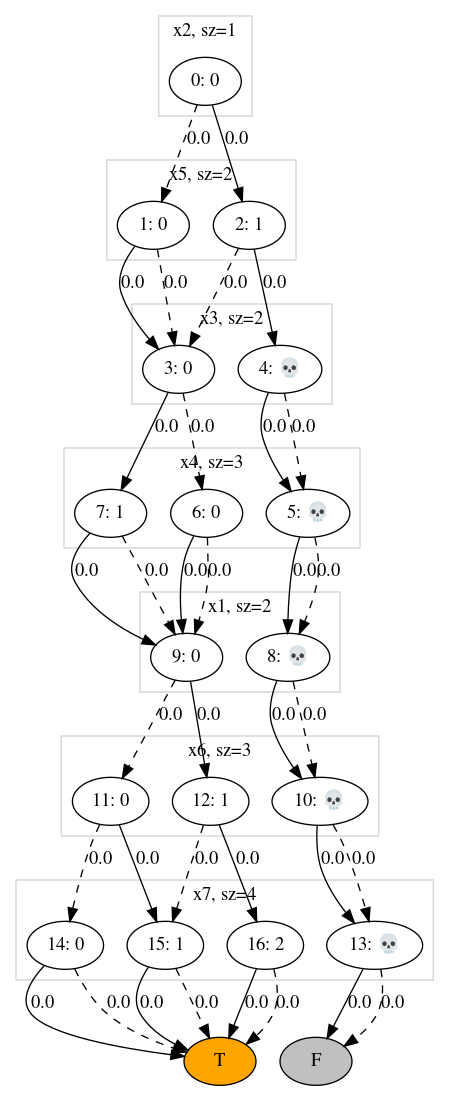 x2, sz=1
0: 0
0.0 0.0
x5, sz=2
1: 0 2: 1
0.0 0.0 0.0 0.0
x3, sz=2
3: 0 4: 💀
0.0 0.0 0.0 0.0
x4, sz=3
7: 1 6: 0 5: 💀
0.0 0.0 0.0 0.0 0.0 0.0
x1, sz=2
9: 0 8: 💀
0.0 0.0 0.0 0.0
x6, sz=3
11: 0 12: 1 10: 💀
0.0 0.0 0.0 0.0 0.0 0.0
x7, sz=4
14: 0 15: 1 16: 2 13: 💀
0.0 0.0 0.0 0.0 0.0 0.0 0.0 0.0
T F